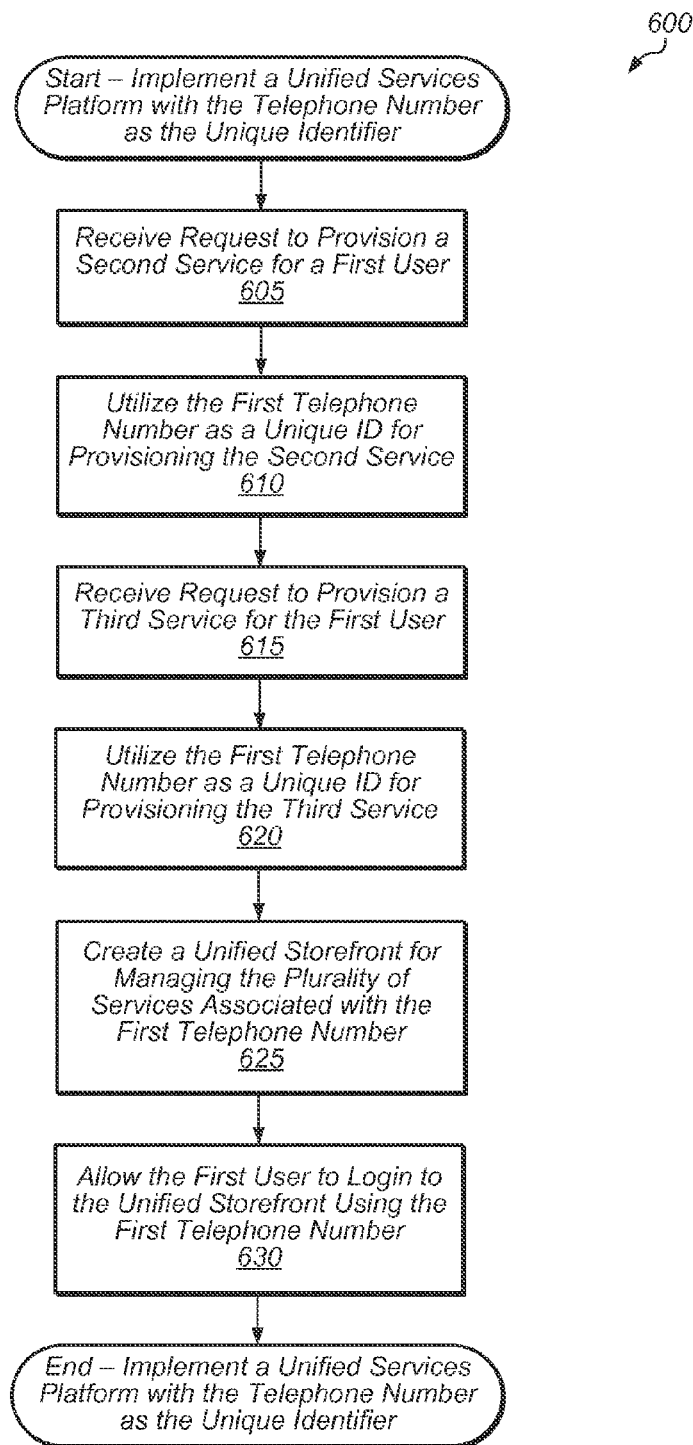 600
Start – Implement a Unified Services
Platform with the Telephone Number
as the Unique Identifier
Receive Request to Provision a
Second Service for a First User
605
Utilize the First Telephone
Number as a Unique ID for
Provisioning the Second Service
610
Receive Request to Provision a
Third Service for the First User
615
Utilize the First Telephone
Number as a Unique ID for
Provisioning the Third Service
620
Create a Unified Storefront for
Managing the Plurality of
Services Associated with the
First Telephone Number
625
Allow the First User to Login to
the Unified Storefront Using the
First Telephone Number
630
End – Implement a Unified Services
Platform with the Telephone Number
as the Unique Identifier